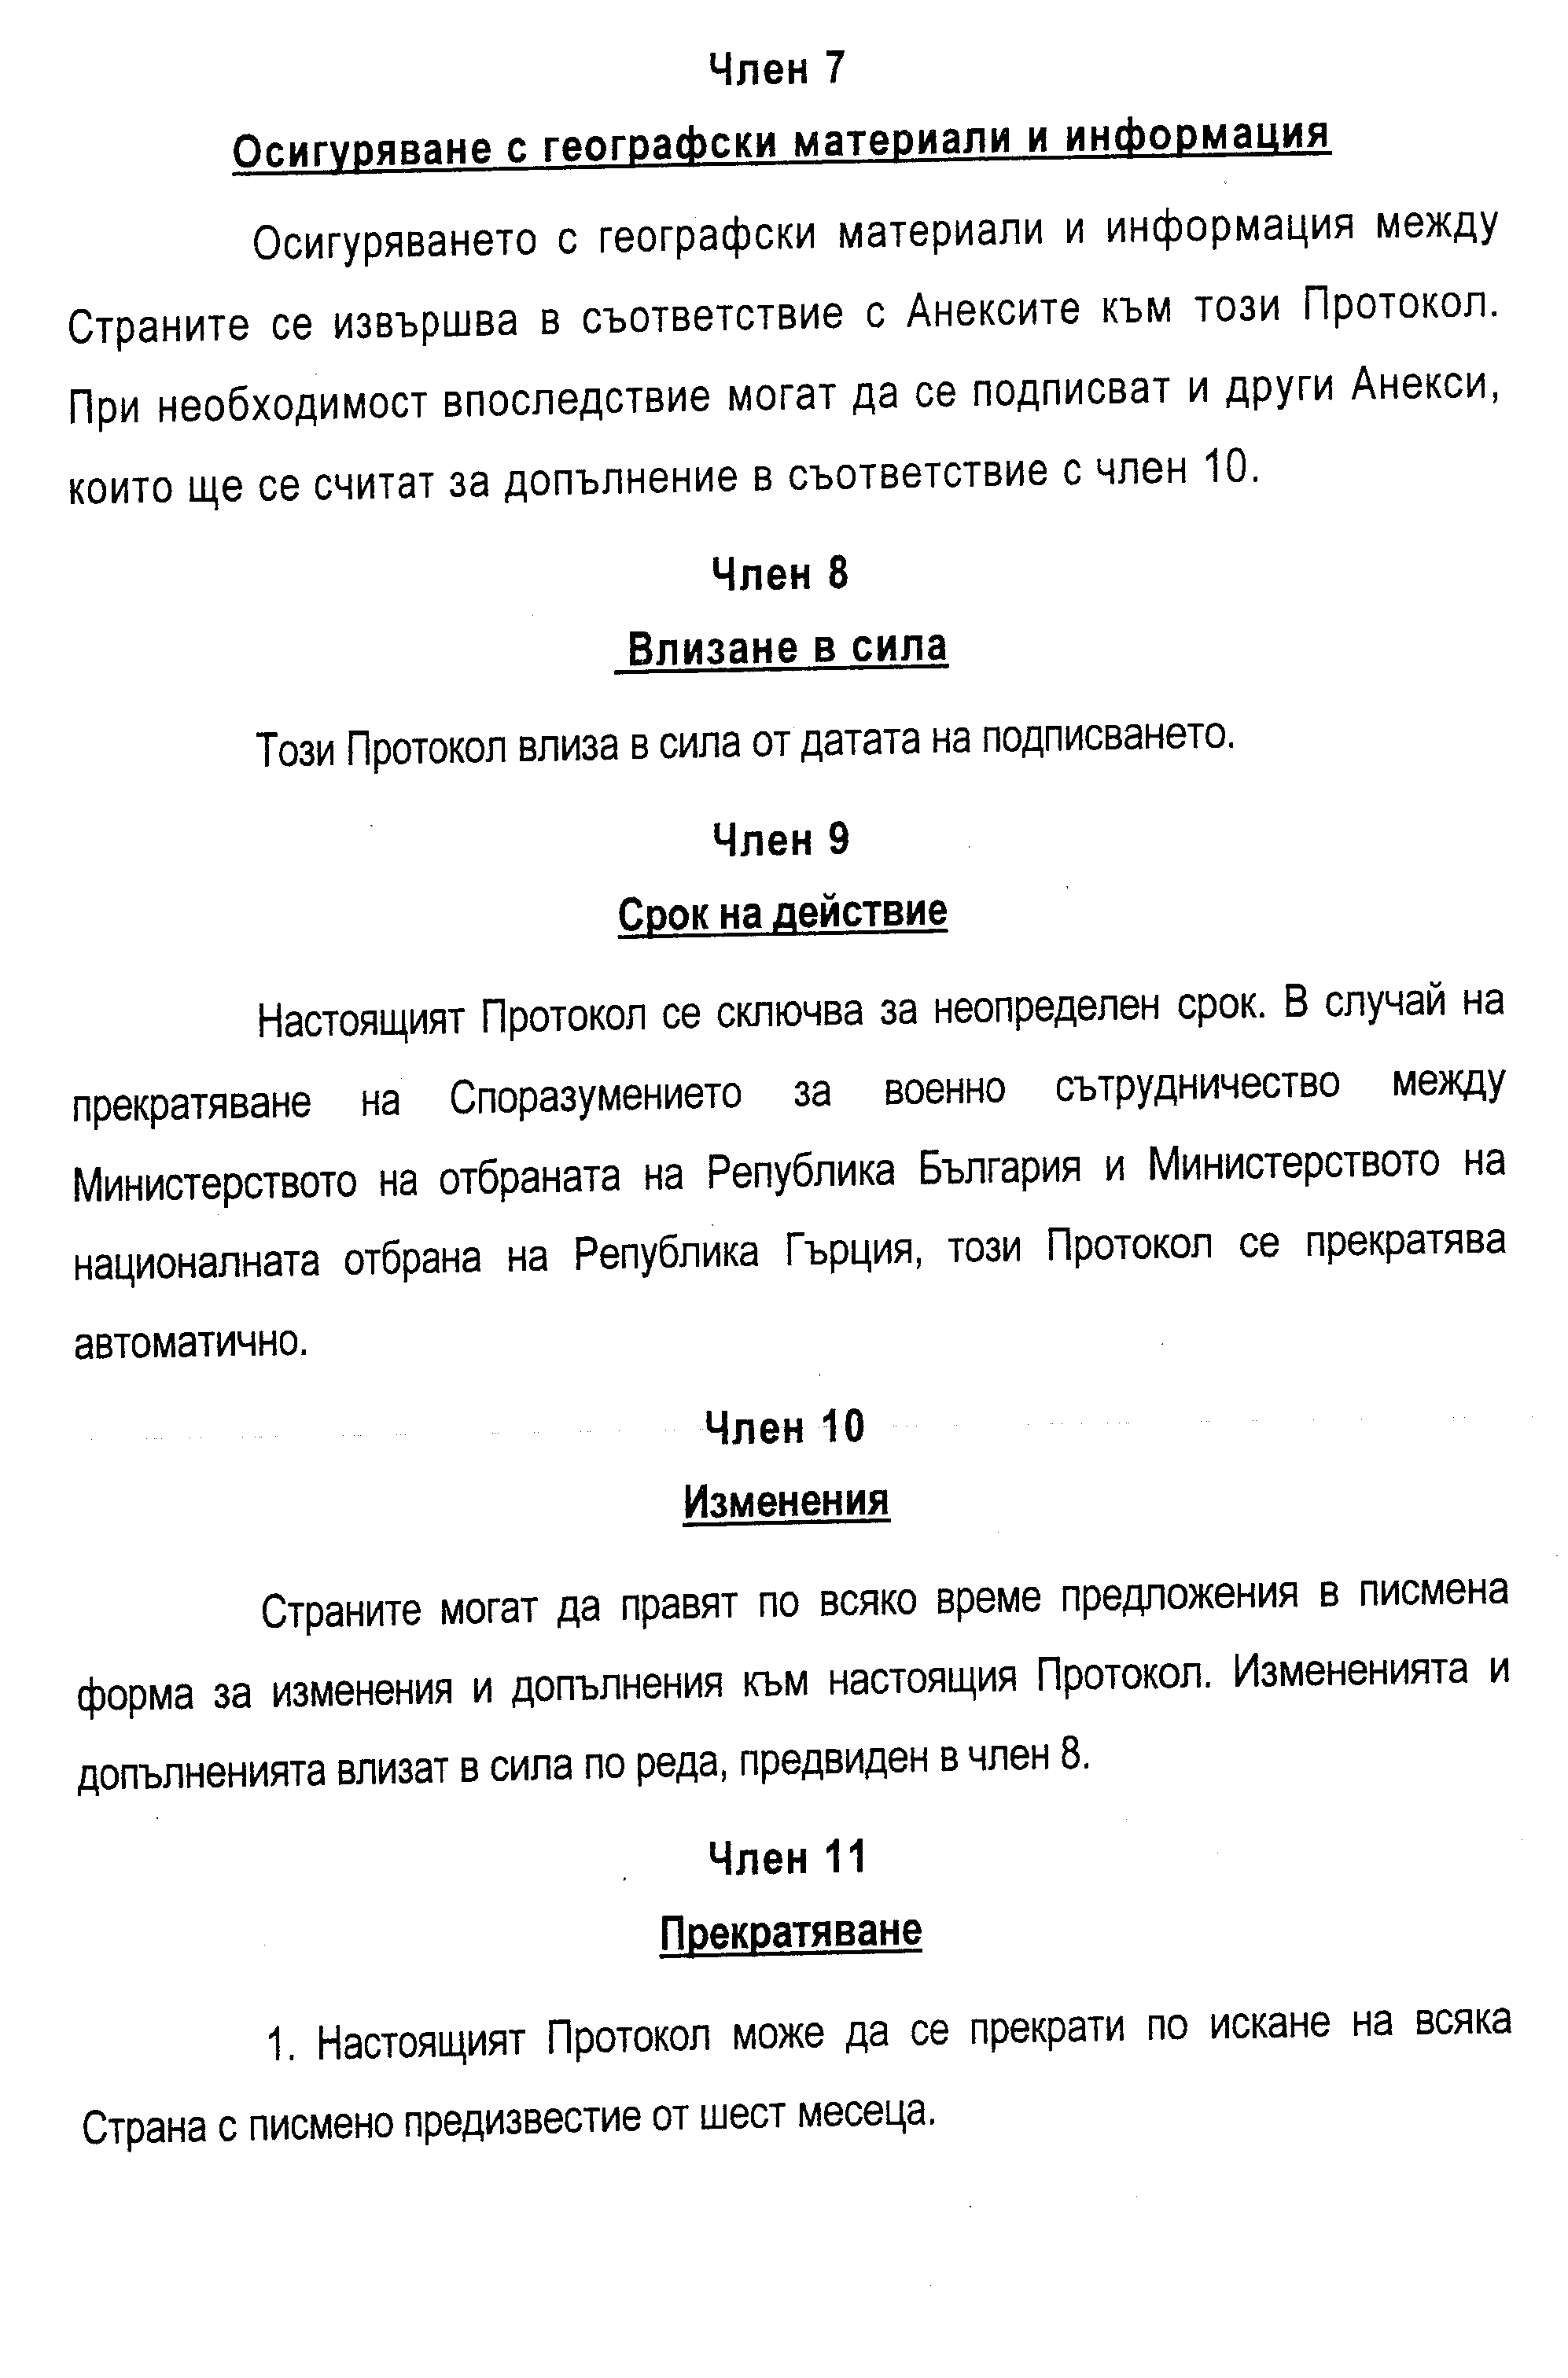 Член 7
Осигуряване с географски материали и информация
Осигуряването с географски материали и информация между
Страните се извършва в съответствие с Анексите към този Протокол.
При необходимост впоследствие могат да се подписват и други Анекси,
които ще се считат за допълнение в съответствие с член 10.
Член 8
Влизане в сила
Този Протокол влиза в сила от датата на подписването.
Член 9
Срок на действие
Настоящият Протокол се сключва за неопределен срок. В случай на
прекратяване на Споразумението за военно сътрудничество между
Министерството на отбраната на Република България и Министерството на
националната отбрана на Република Гърция, този Протокол се прекратява
автоматично.
Член 10
Изменения
Страните могат да правят по всяко време предложения в писмена
форма за изменения и допълнения към настоящия Протокол. Измененията и
допълненията влизат в сила по реда, предвиден в член 8.
Член 11
Прекратяване
1. Настоящият Протокол може да се прекрати по искане на всяка
Страна с писмено предизвестие от шест месеца.